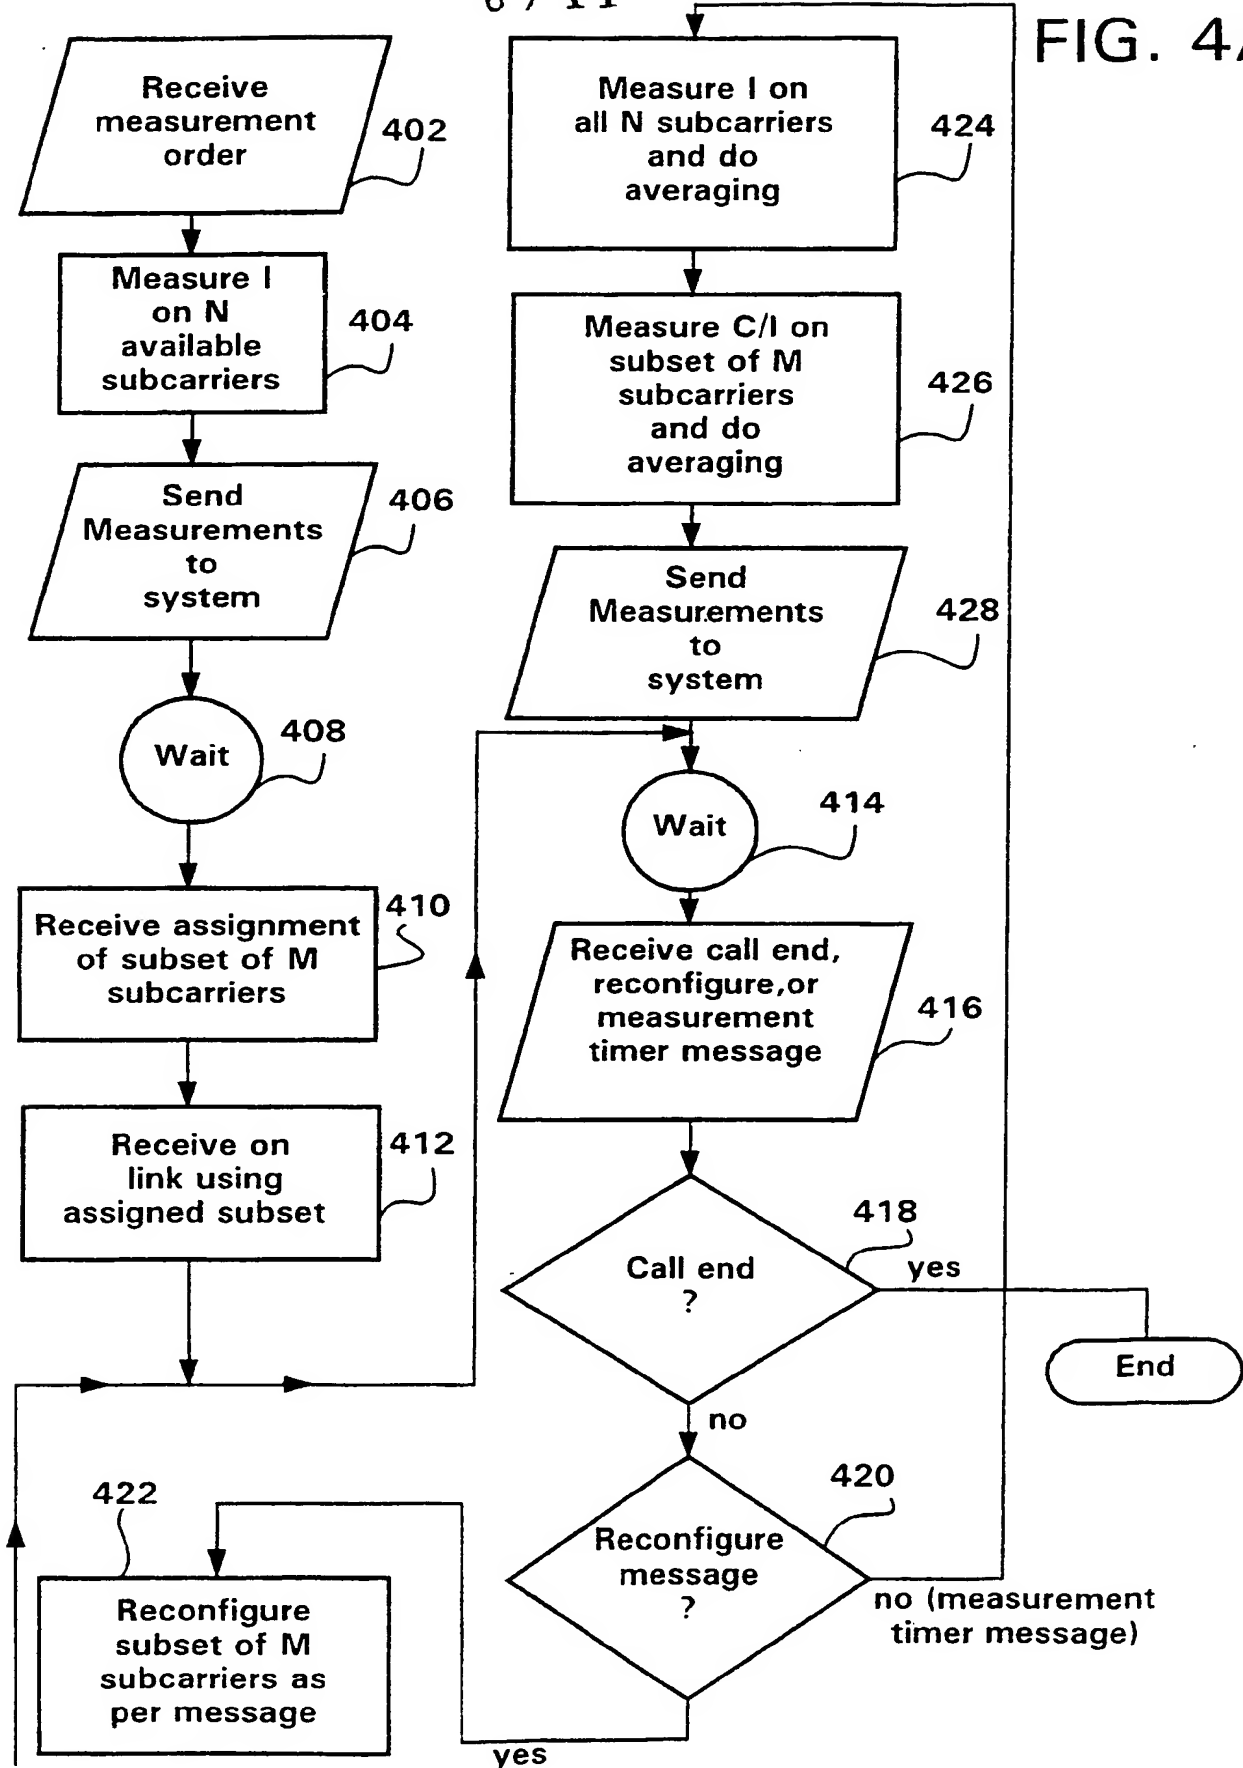 6 / 11
FIG. 4
Receive
measurement
order
402
Measure I
on N
available
subcarriers
404
Send
Measurements
to
system
406
Wait
408
Receive assignment
of subset of M
subcarriers
410
Receive on
link using
assigned subset
412
422
Reconfigure
subset of M
subcarriers as
per message
Measure I on
all N subcarriers
and do
averaging
424
Measure C/I on
subset of M
subcarriers
and do
averaging
426
Send
Measurements
to
system
428
Wait
414
Receive call end,
reconfigure,or
measurement
timer message
416
Call end
?
418
yes
End
no
Reconfigure
message
?
420
no (measurement
timer message)
yes